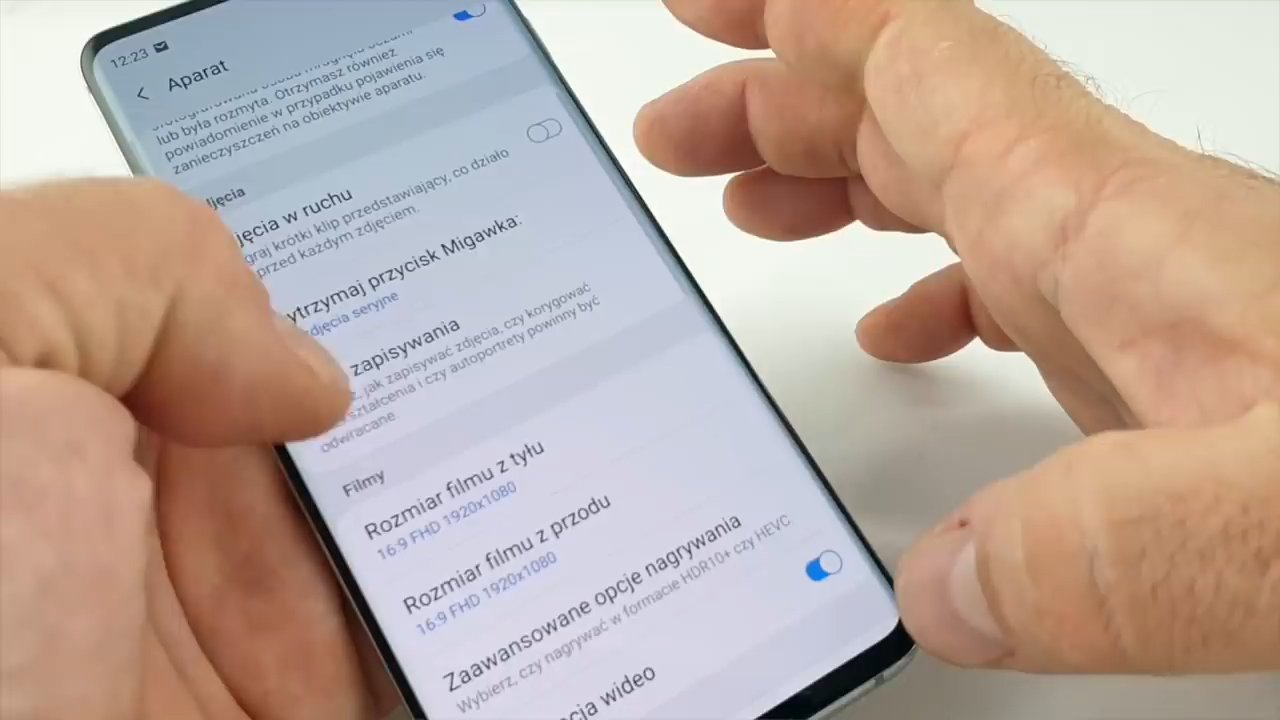 12:23
Aparat
lub była rozmyta. Otrzymasz również
powiadomienie w przypadku pojawienia się
zanieczyszczeń na obiektywie aparatu.
jęcia
jęcia w ruchu
graj krótki klip przedstawiający, co działo
przed każdym zdjęciem.
ytrzymaj przycisk Migawka:
djęcia seryjne
zapisywania
jak zapisywać zdjęcia, czy korygować
kształcenia i czy autoportrety powinny być
odwracane
Filmy
Rozmiar filmu z tyłu
16:9 FHD 1920x1080
Rozmiar filmu z przodu
16:9 FHD 1920x1080
Zaawansowane opcje nagrywania
Wybierz, czy nagrywać w formacie HDR10+ czy HEVC
cja wideo